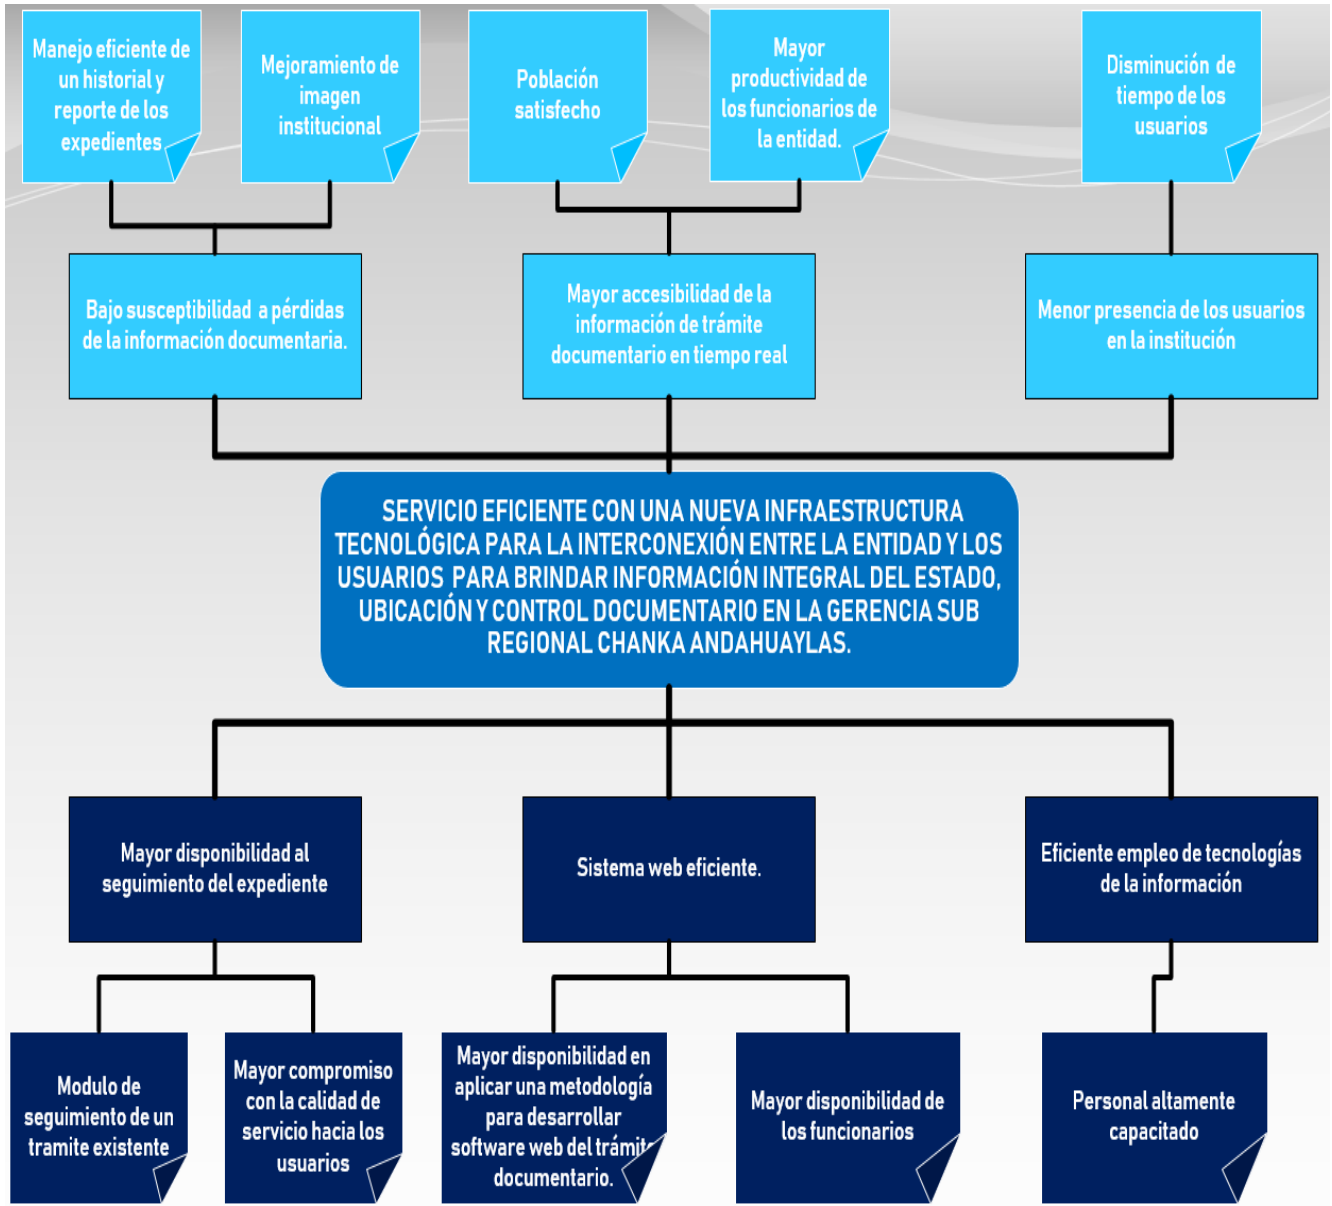 Manejo eficiente de
un historial y
reporte de los
expedientes
Mejoramiento de
imagen
institucional
Población
satisfecho
Mayor
productividad de
los funcionarios de
la entidad.
Disminución de
tiempo de los
usuarios
Bajo susceptibilidad a pérdidas
de la información documentaria.
Mayor accesibilidad de la
información de trámite
documentario en tiempo real
Menor presencia de los usuarios
en la institución
SERVICIO EFICIENTE CON UNA NUEVA INFRAESTRUCTURA
TECNOLÓGICA PARA LA INTERCONEXIÓN ENTRE LA ENTIDAD Y LOS
USUARIOS PARA BRINDAR INFORMACIÓN INTEGRAL DEL ESTADO,
UBICACIÓN Y CONTROL DOCUMENTARIO EN LA GERENCIA SUB
REGIONAL CHANKA ANDAHUAYLAS.
Mayor disponibilidad al
seguimiento del expediente
Sistema web eficiente.
Eficiente empleo de tecnologías
de la información
Modulo de
seguimiento de un
tramite existente
Mayor compromiso
con la calidad de
servicio hacia los
usuarios
Mayor disponibilidad en
aplicar una metodología
para desarrollar
software web del trámite
documentario.
Mayor disponibilidad de
los funcionarios
Personal altamente
capacitado